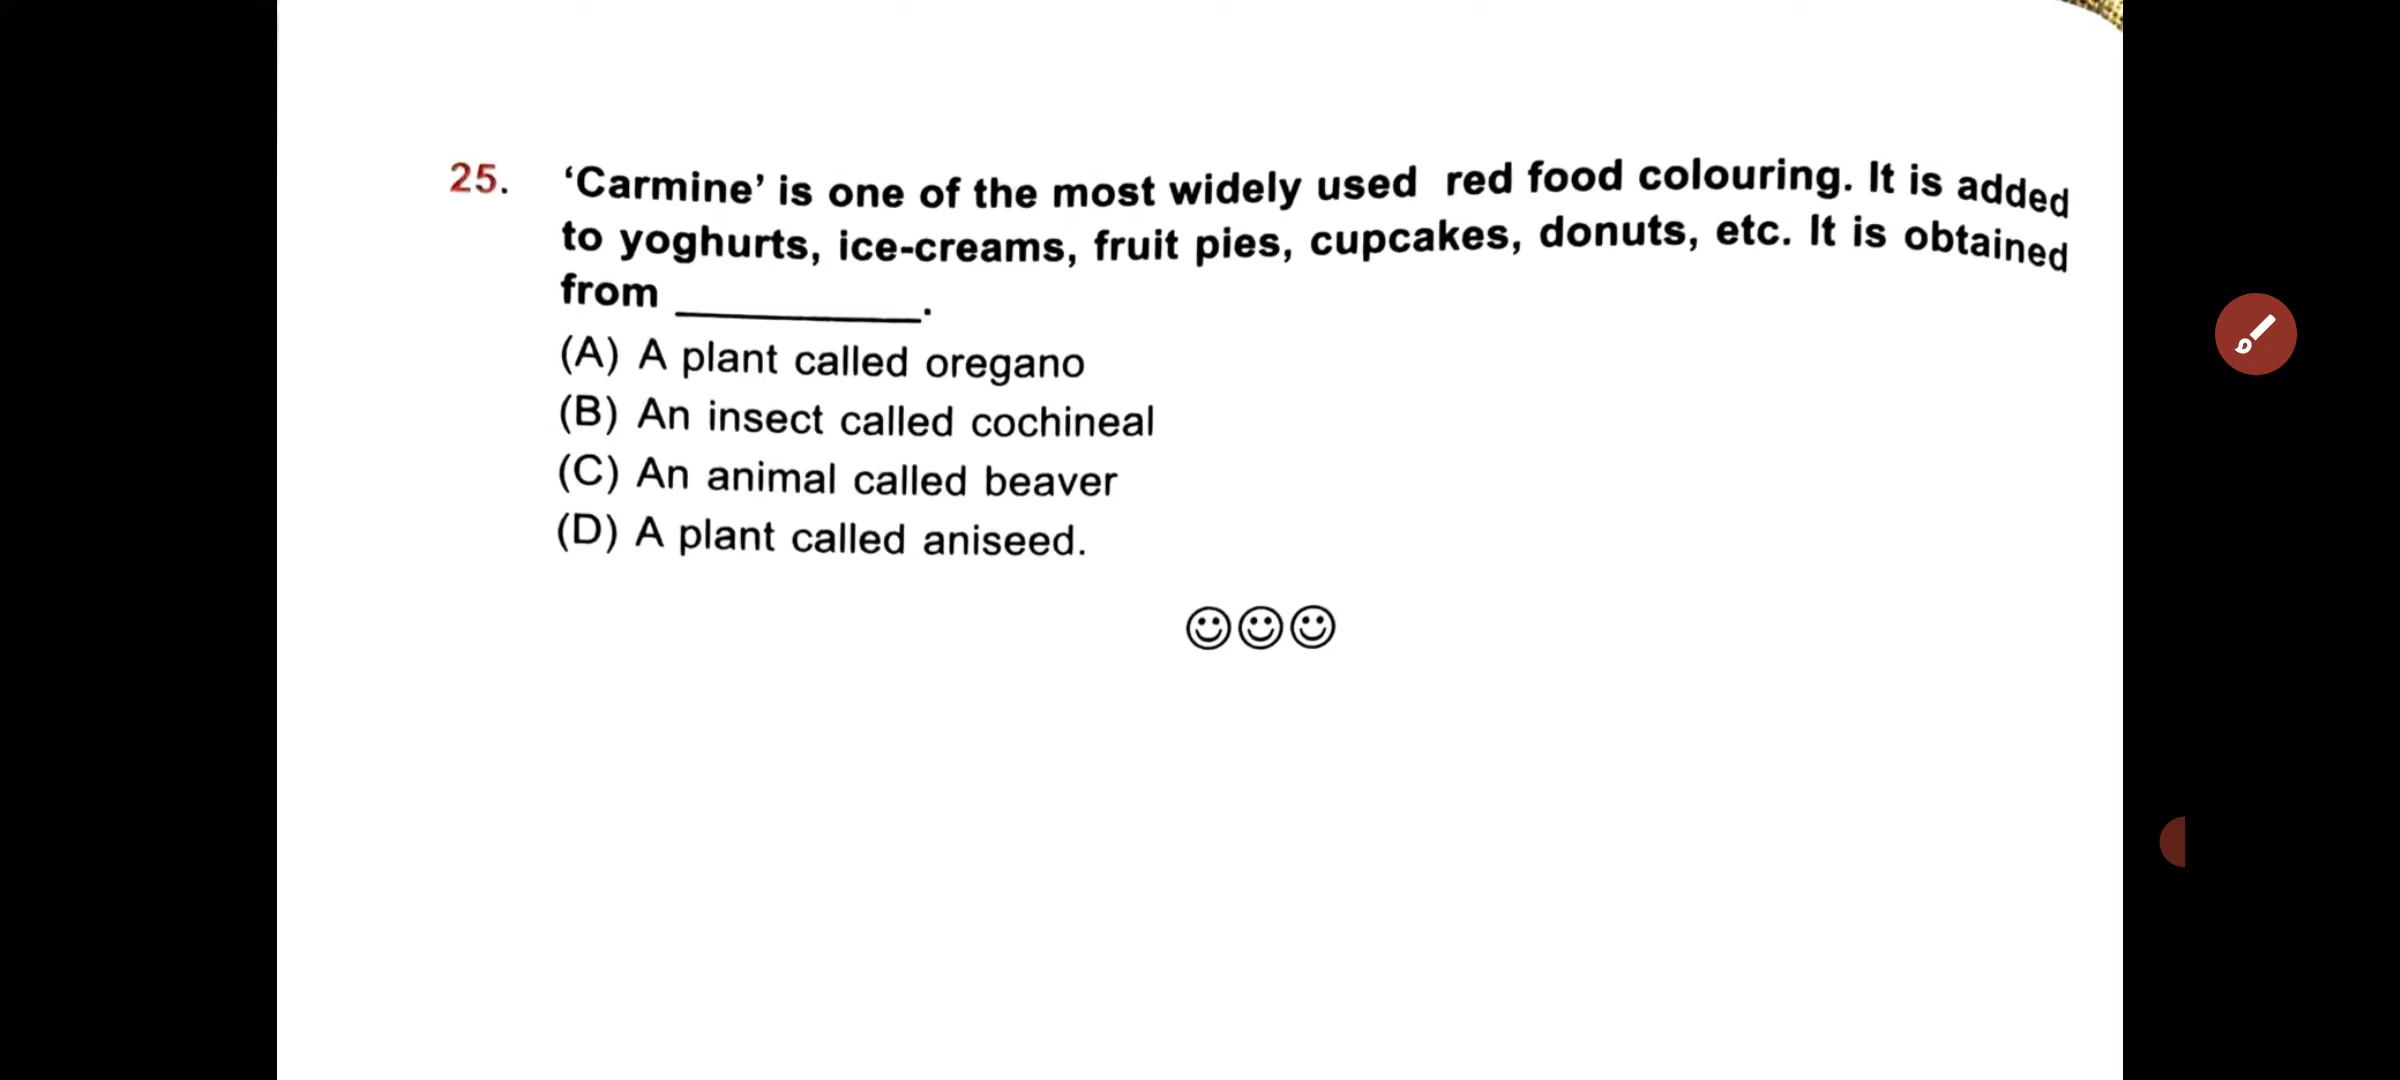 25. ‘Carmine’ is one of the most widely used red food colouring. It is added
to yoghurts, ice-creams, fruit pies, cupcakes, donuts, etc. It is obtained
from __________.
(A) A plant called oregano
(B) An insect called cochineal
(C) An animal called beaver
(D) A plant called aniseed.
☺☺☺